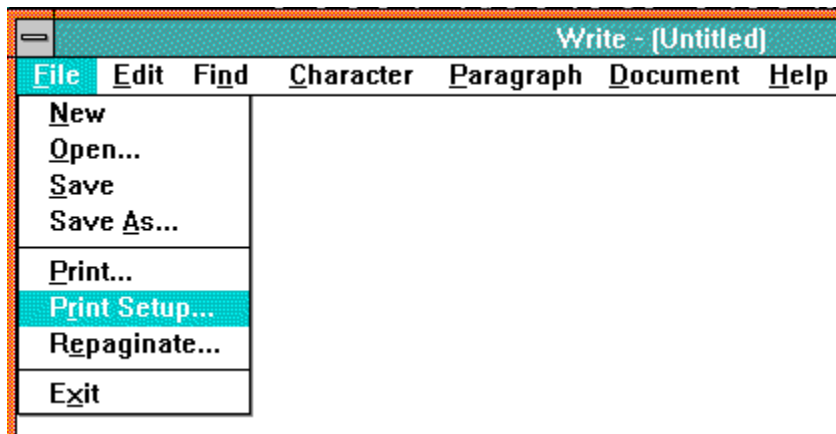 Write - (Untitled)
File Edit Find Character Paragraph Document Help
New
Open...
Save
Save As...
Print...
Print Setup...
Repaginate...
Exit